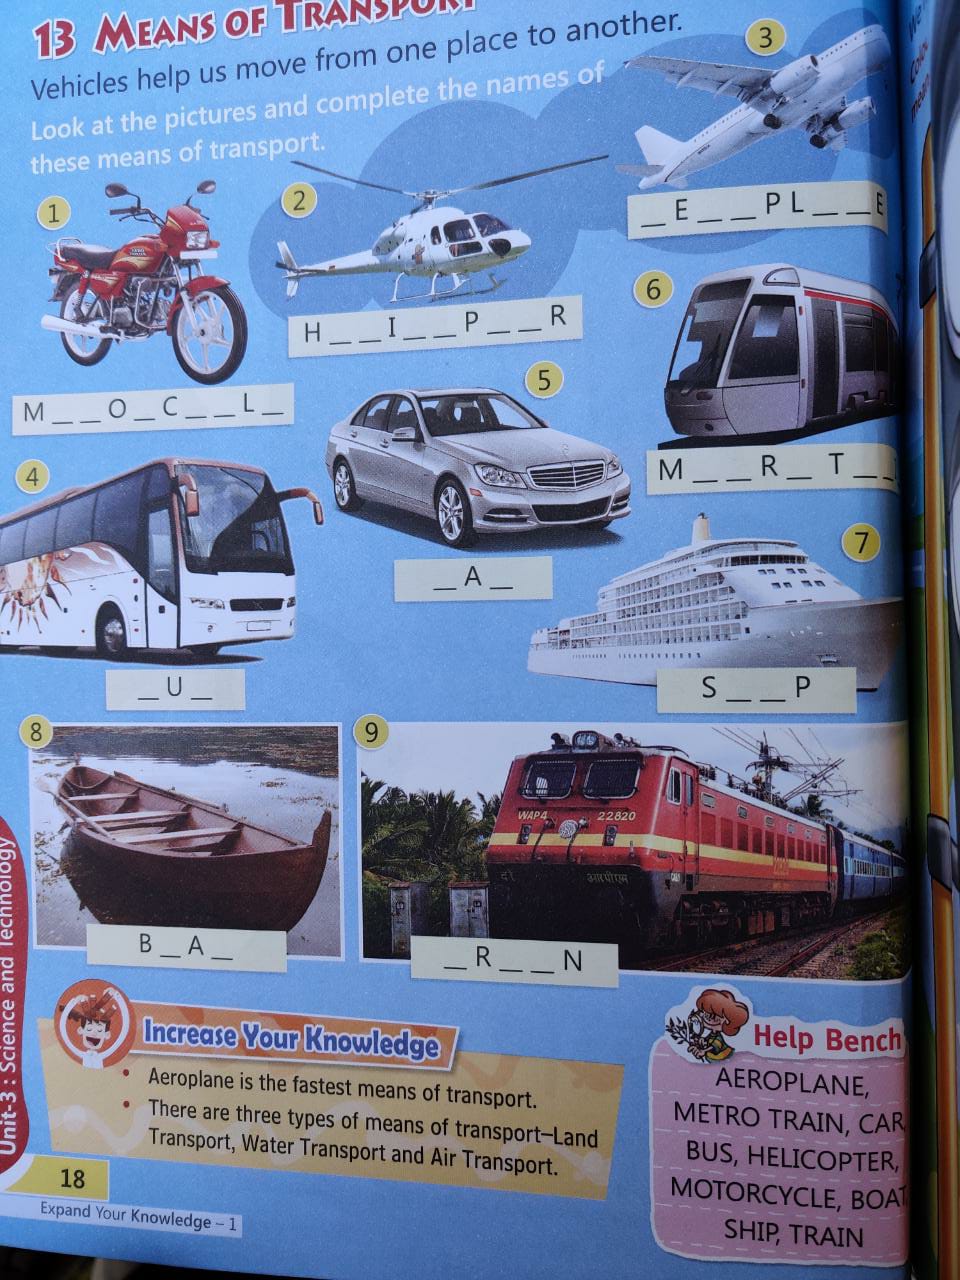 13 MEANS OF TRANSPORT
Vehicles help us move from one place to another.
Look at the pictures and complete the names of
these means of transport.
1
M _ _ O _ C _ _ L _
2
H _ _ I _ _ P _ _ R
3
_ E _ _ P L _ _ E
4
_ U _
5
_ A _
6
M _ _ R _ T _ _
7
S _ _ P
8
B _ A _
9
WAP4 22820
_ R _ _ N
Increase Your Knowledge
• Aeroplane is the fastest means of transport.
• There are three types of means of transport–Land
Transport, Water Transport and Air Transport.
Help Bench
AEROPLANE,
METRO TRAIN, CAR,
BUS, HELICOPTER,
MOTORCYCLE, BOAT
SHIP, TRAIN
Unit-3 : Science and Technology
18
Expand Your Knowledge – 1